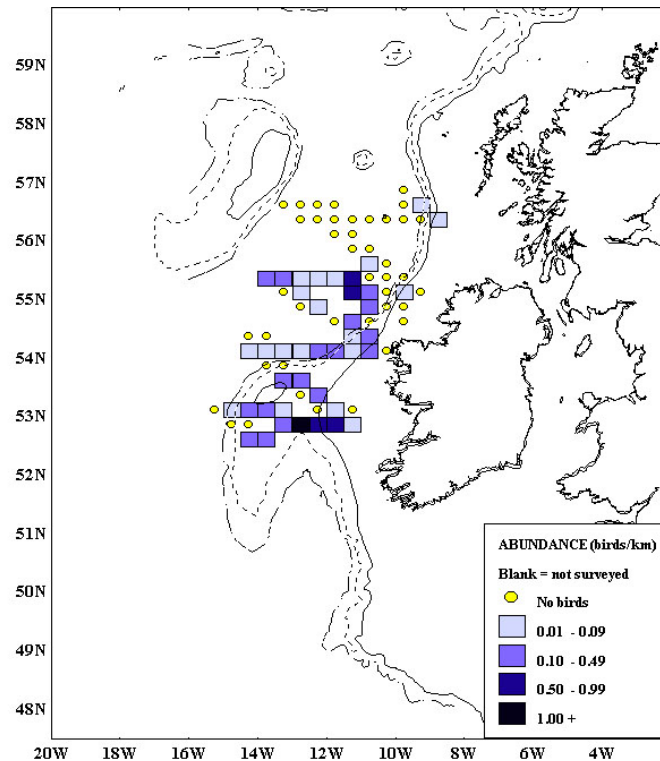 59N
58N
57N
56N
55N
54N
53N
52N
51N
50N
49N
48N
ABUNDANCE (birds/km)
Blank = not surveyed
No birds
0.01 - 0.09
0.10 - 0.49
0.50 - 0.99
1.00 +
20W 18W 16W 14W 12W 10W 8W 6W 4W